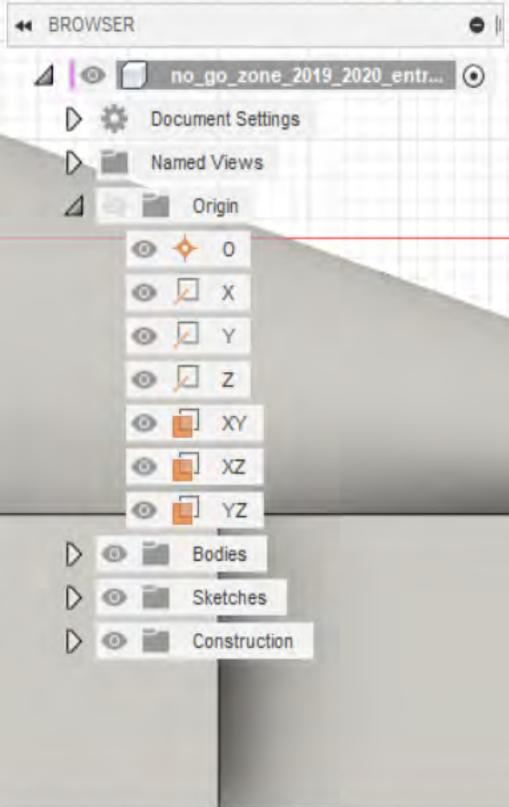 BROWSER
no_go_zone_2019_2020_entr...
Document Settings
Named Views
Origin
O
X
Y
Z
XY
XZ
YZ
Bodies
Sketches
Construction